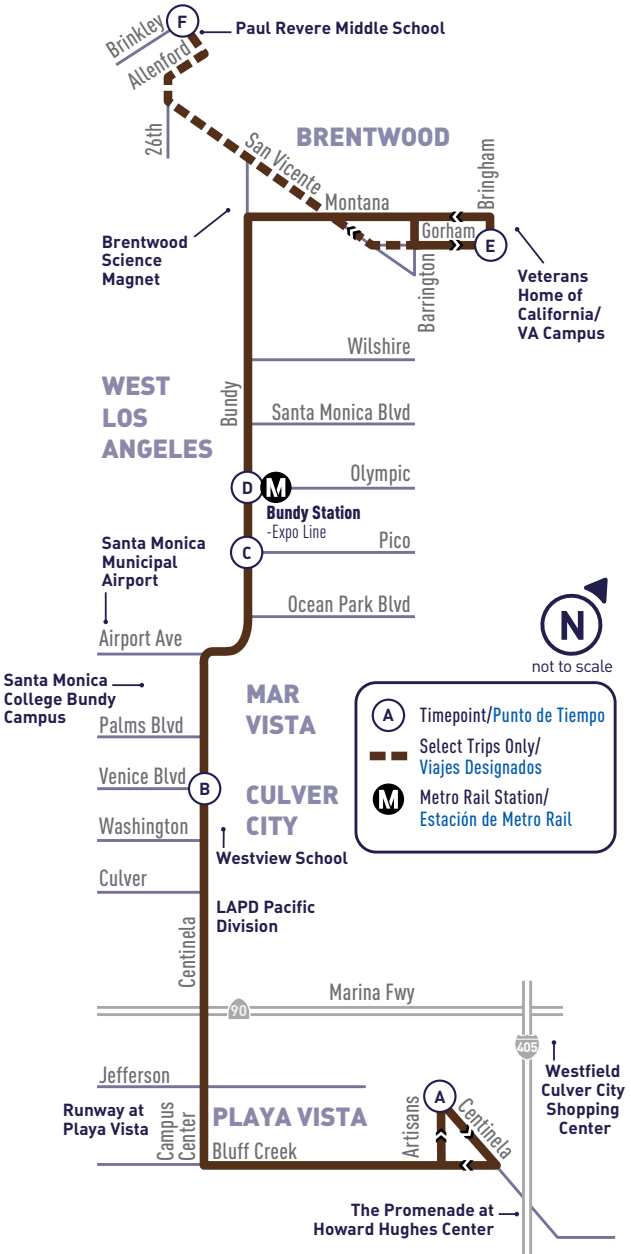 F
Paul Revere Middle School
Brinkley
Allenford
26th
San Vicente
BRENTWOOD
Montana
Bringham
Gorham
E
Barrington
Brentwood
Science
Magnet
Veterans
Home of
California/
VA Campus
Wilshire
WEST
LOS
ANGELES
Bundy
Santa Monica Blvd
Olympic
D
M
Bundy Station
-Expo Line
Pico
C
Santa Monica
Municipal
Airport
Ocean Park Blvd
Airport Ave
N
not to scale
Santa Monica
College Bundy
Campus
MAR
VISTA
Palms Blvd
Venice Blvd
B
CULVER
CITY
Washington
Westview School
Culver
A
Timepoint/Punto de Tiempo
Select Trips Only/
Viajes Designados
M
Metro Rail Station/
Estación de Metro Rail
LAPD Pacific
Division
Centinela
Marina Fwy
90
405
Westfield
Culver City
Shopping
Center
Jefferson
Runway at
Playa Vista
Campus
Center
PLAYA VISTA
Bluff Creek
Artisans
A
Centinela
The Promenade at
Howard Hughes Center